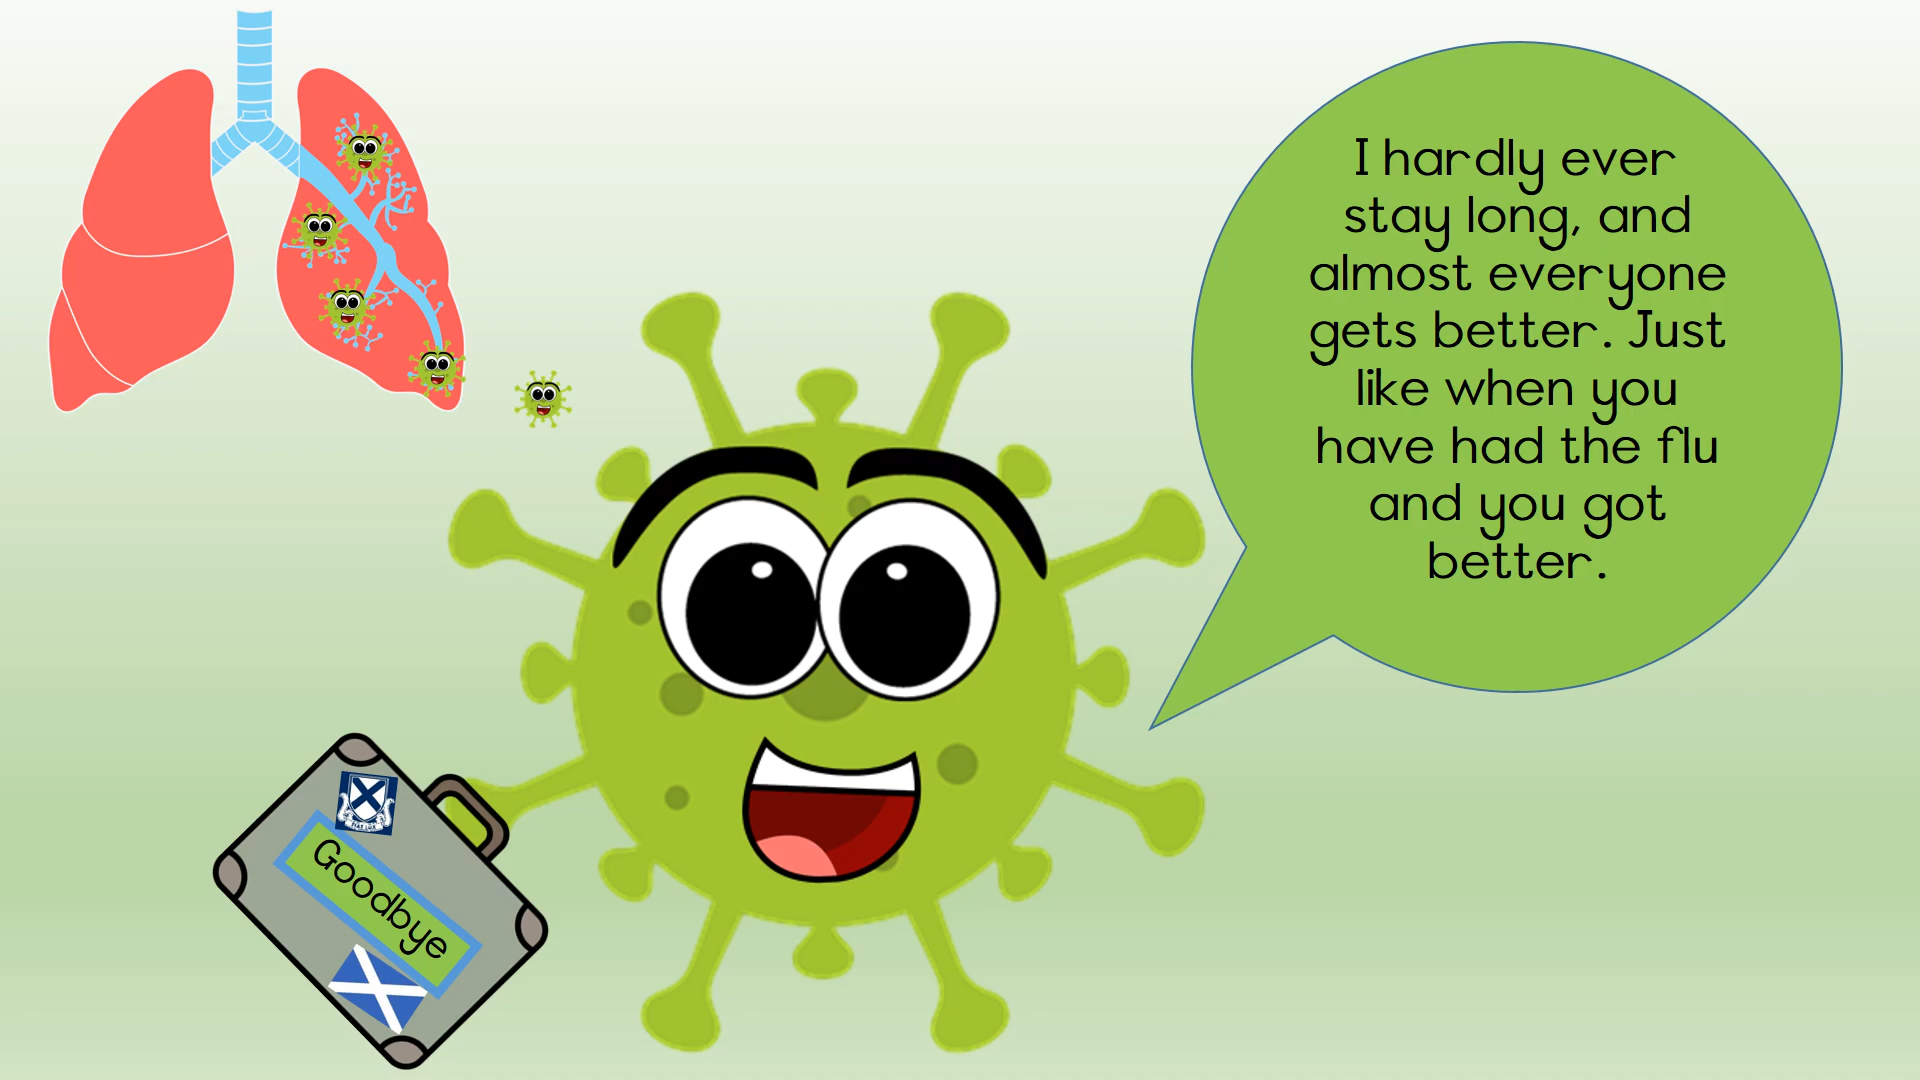 I hardly ever
stay long, and
almost everyone
gets better. Just
like when you
have had the flu
and you got
better.
Goodbye